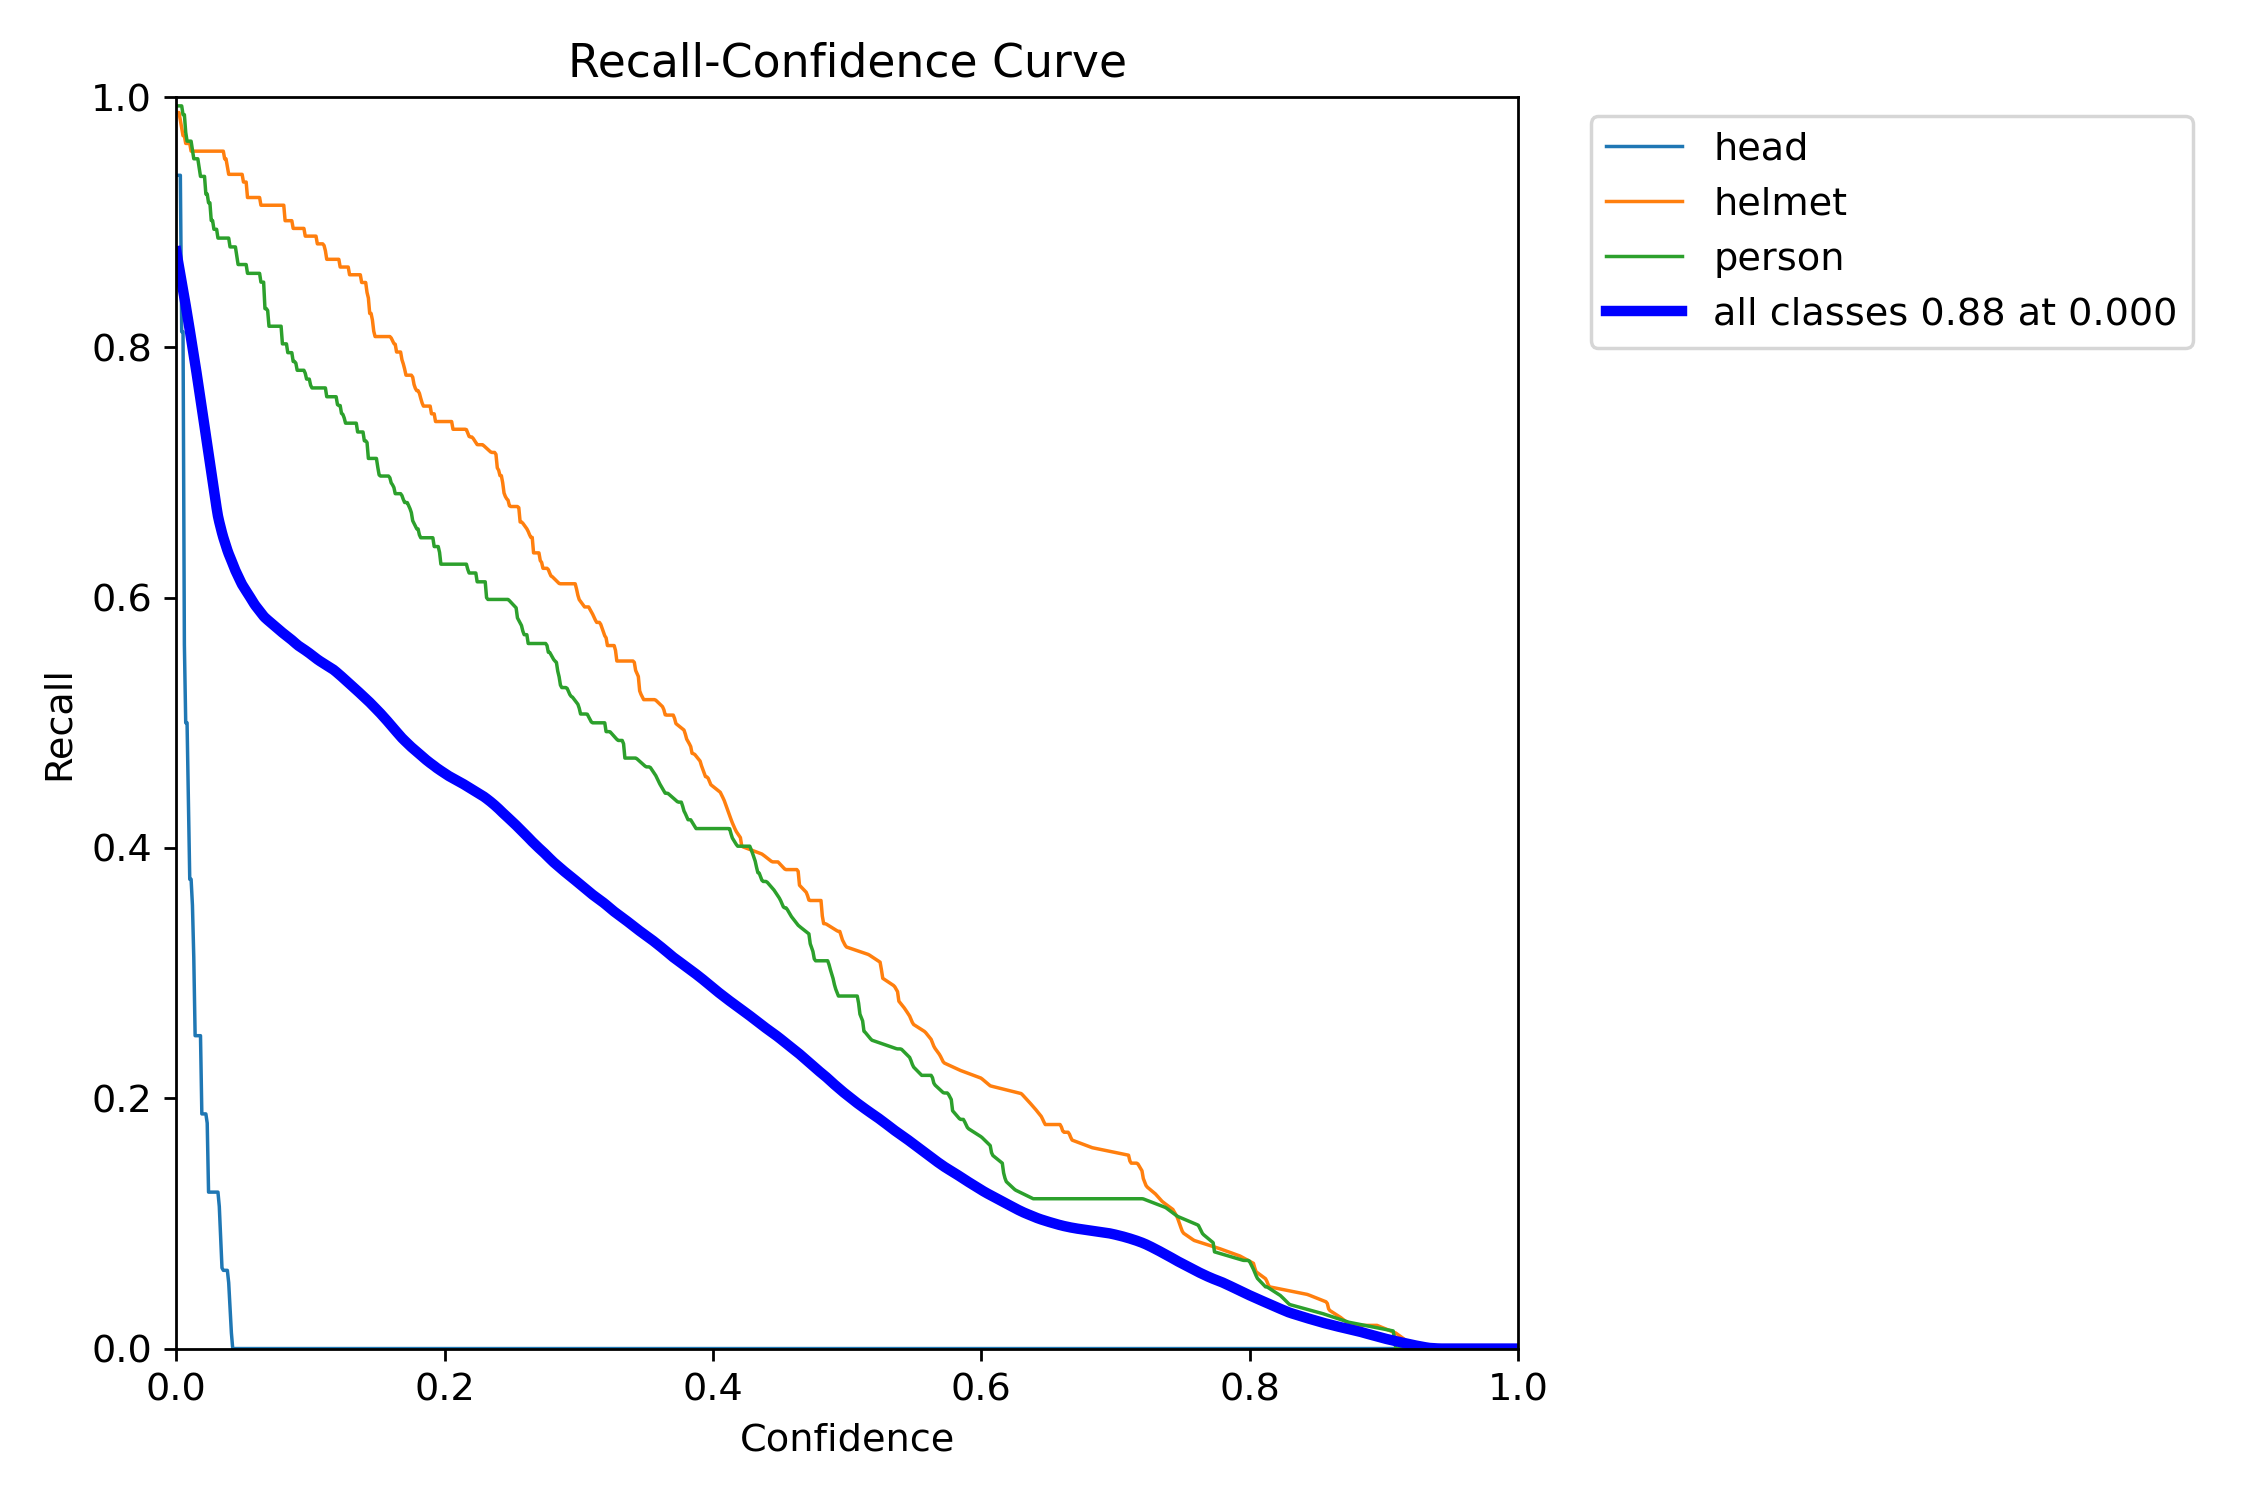 Recall-Confidence Curve
1.0
0.8
0.6
0.4
0.2
0.0
Recall
0.0 0.2 0.4 0.6 0.8 1.0
Confidence
head
helmet
person
all classes 0.88 at 0.000